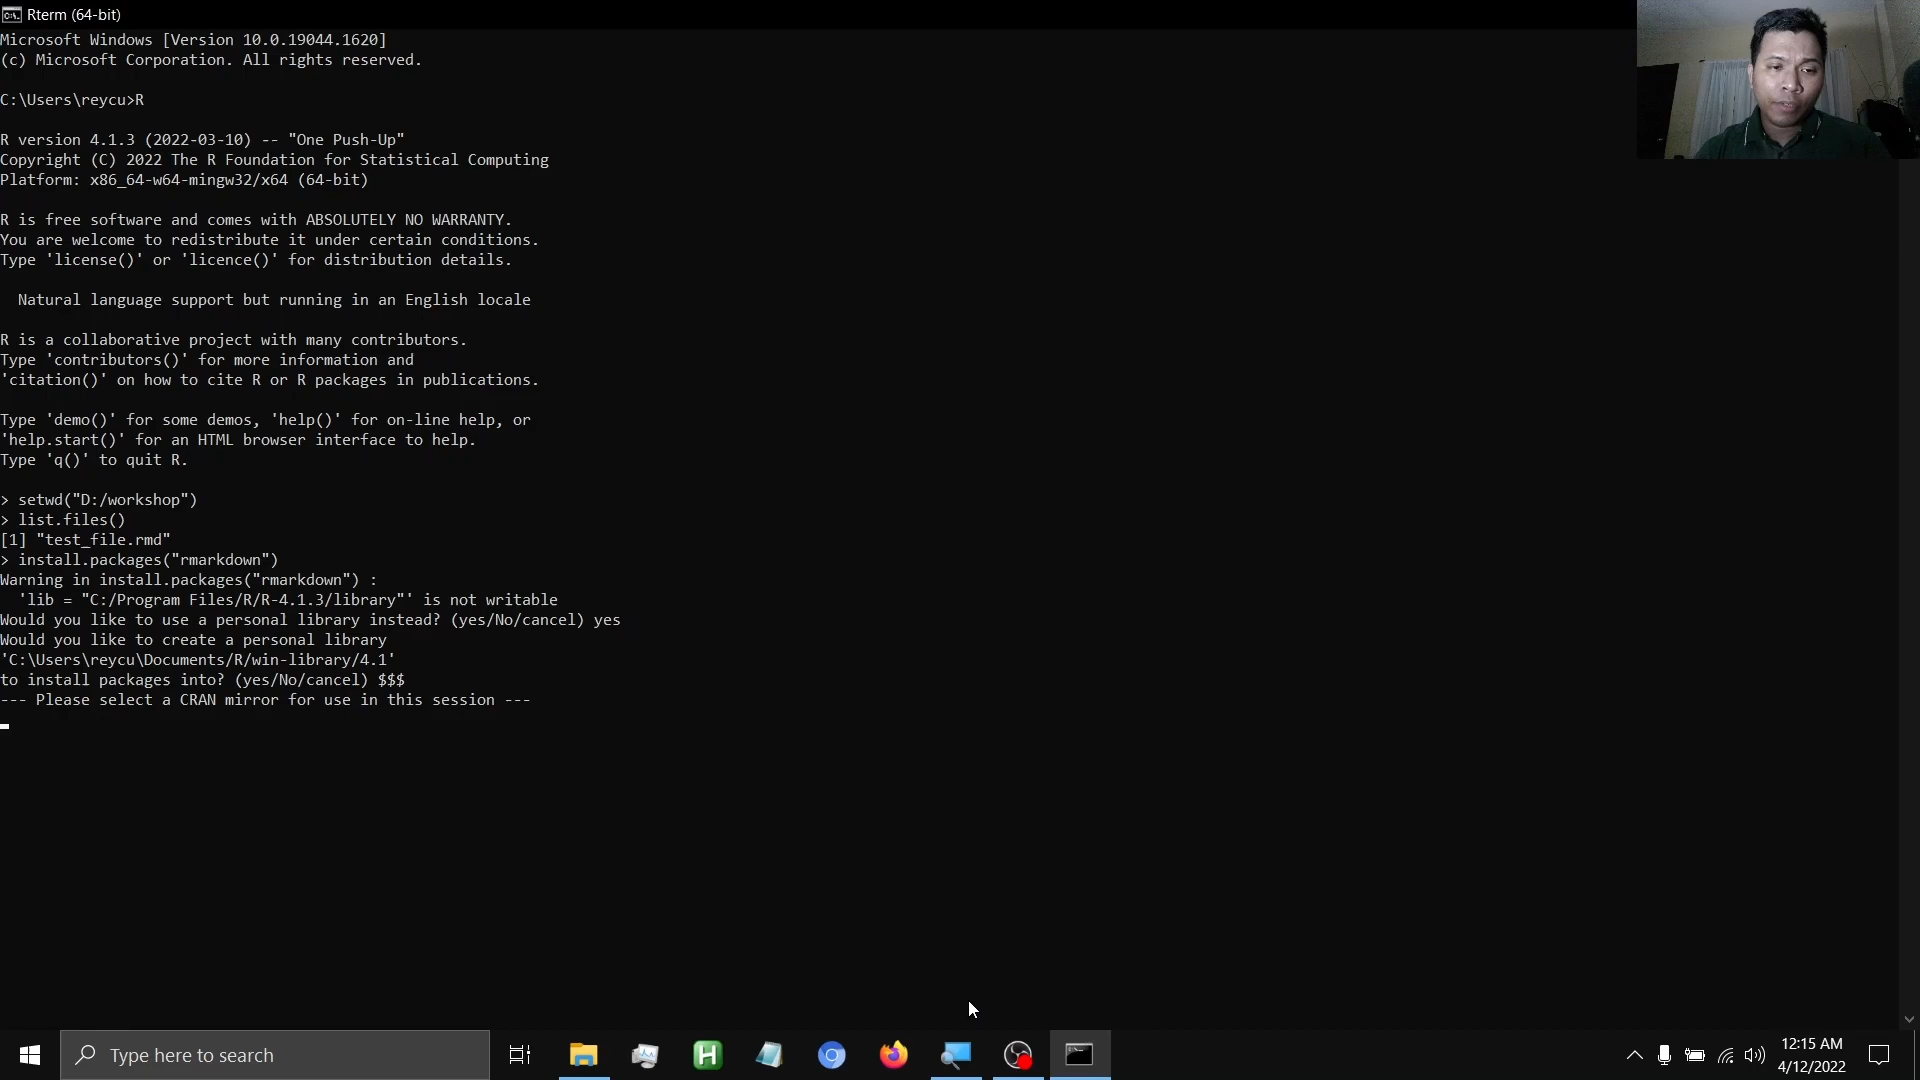 Rterm (64-bit)
Microsoft Windows [Version 10.0.19044.1620]
(c) Microsoft Corporation. All rights reserved.
C:\Users\reycu>R
R version 4.1.3 (2022-03-10) -- "One Push-Up"
Copyright (C) 2022 The R Foundation for Statistical Computing
Platform: x86_64-w64-mingw32/x64 (64-bit)
R is free software and comes with ABSOLUTELY NO WARRANTY.
You are welcome to redistribute it under certain conditions.
Type 'license()' or 'licence()' for distribution details.
Natural language support but running in an English locale
R is a collaborative project with many contributors.
Type 'contributors()' for more information and
'citation()' on how to cite R or R packages in publications.
Type 'demo()' for some demos, 'help()' for on-line help, or
'help.start()' for an HTML browser interface to help.
Type 'q()' to quit R.
> setwd("D:/workshop")
> list.files()
[1] "test_file.rmd"
> install.packages("rmarkdown")
Warning in install.packages("rmarkdown") :
'lib = "C:/Program Files/R/R-4.1.3/library"' is not writable
Would you like to use a personal library instead? (yes/No/cancel) yes
Would you like to create a personal library
'C:\Users\reycu\Documents/R/win-library/4.1'
to install packages into? (yes/No/cancel) $$$
--- Please select a CRAN mirror for use in this session ---
Type here to search
H
12:15 AM
4/12/2022